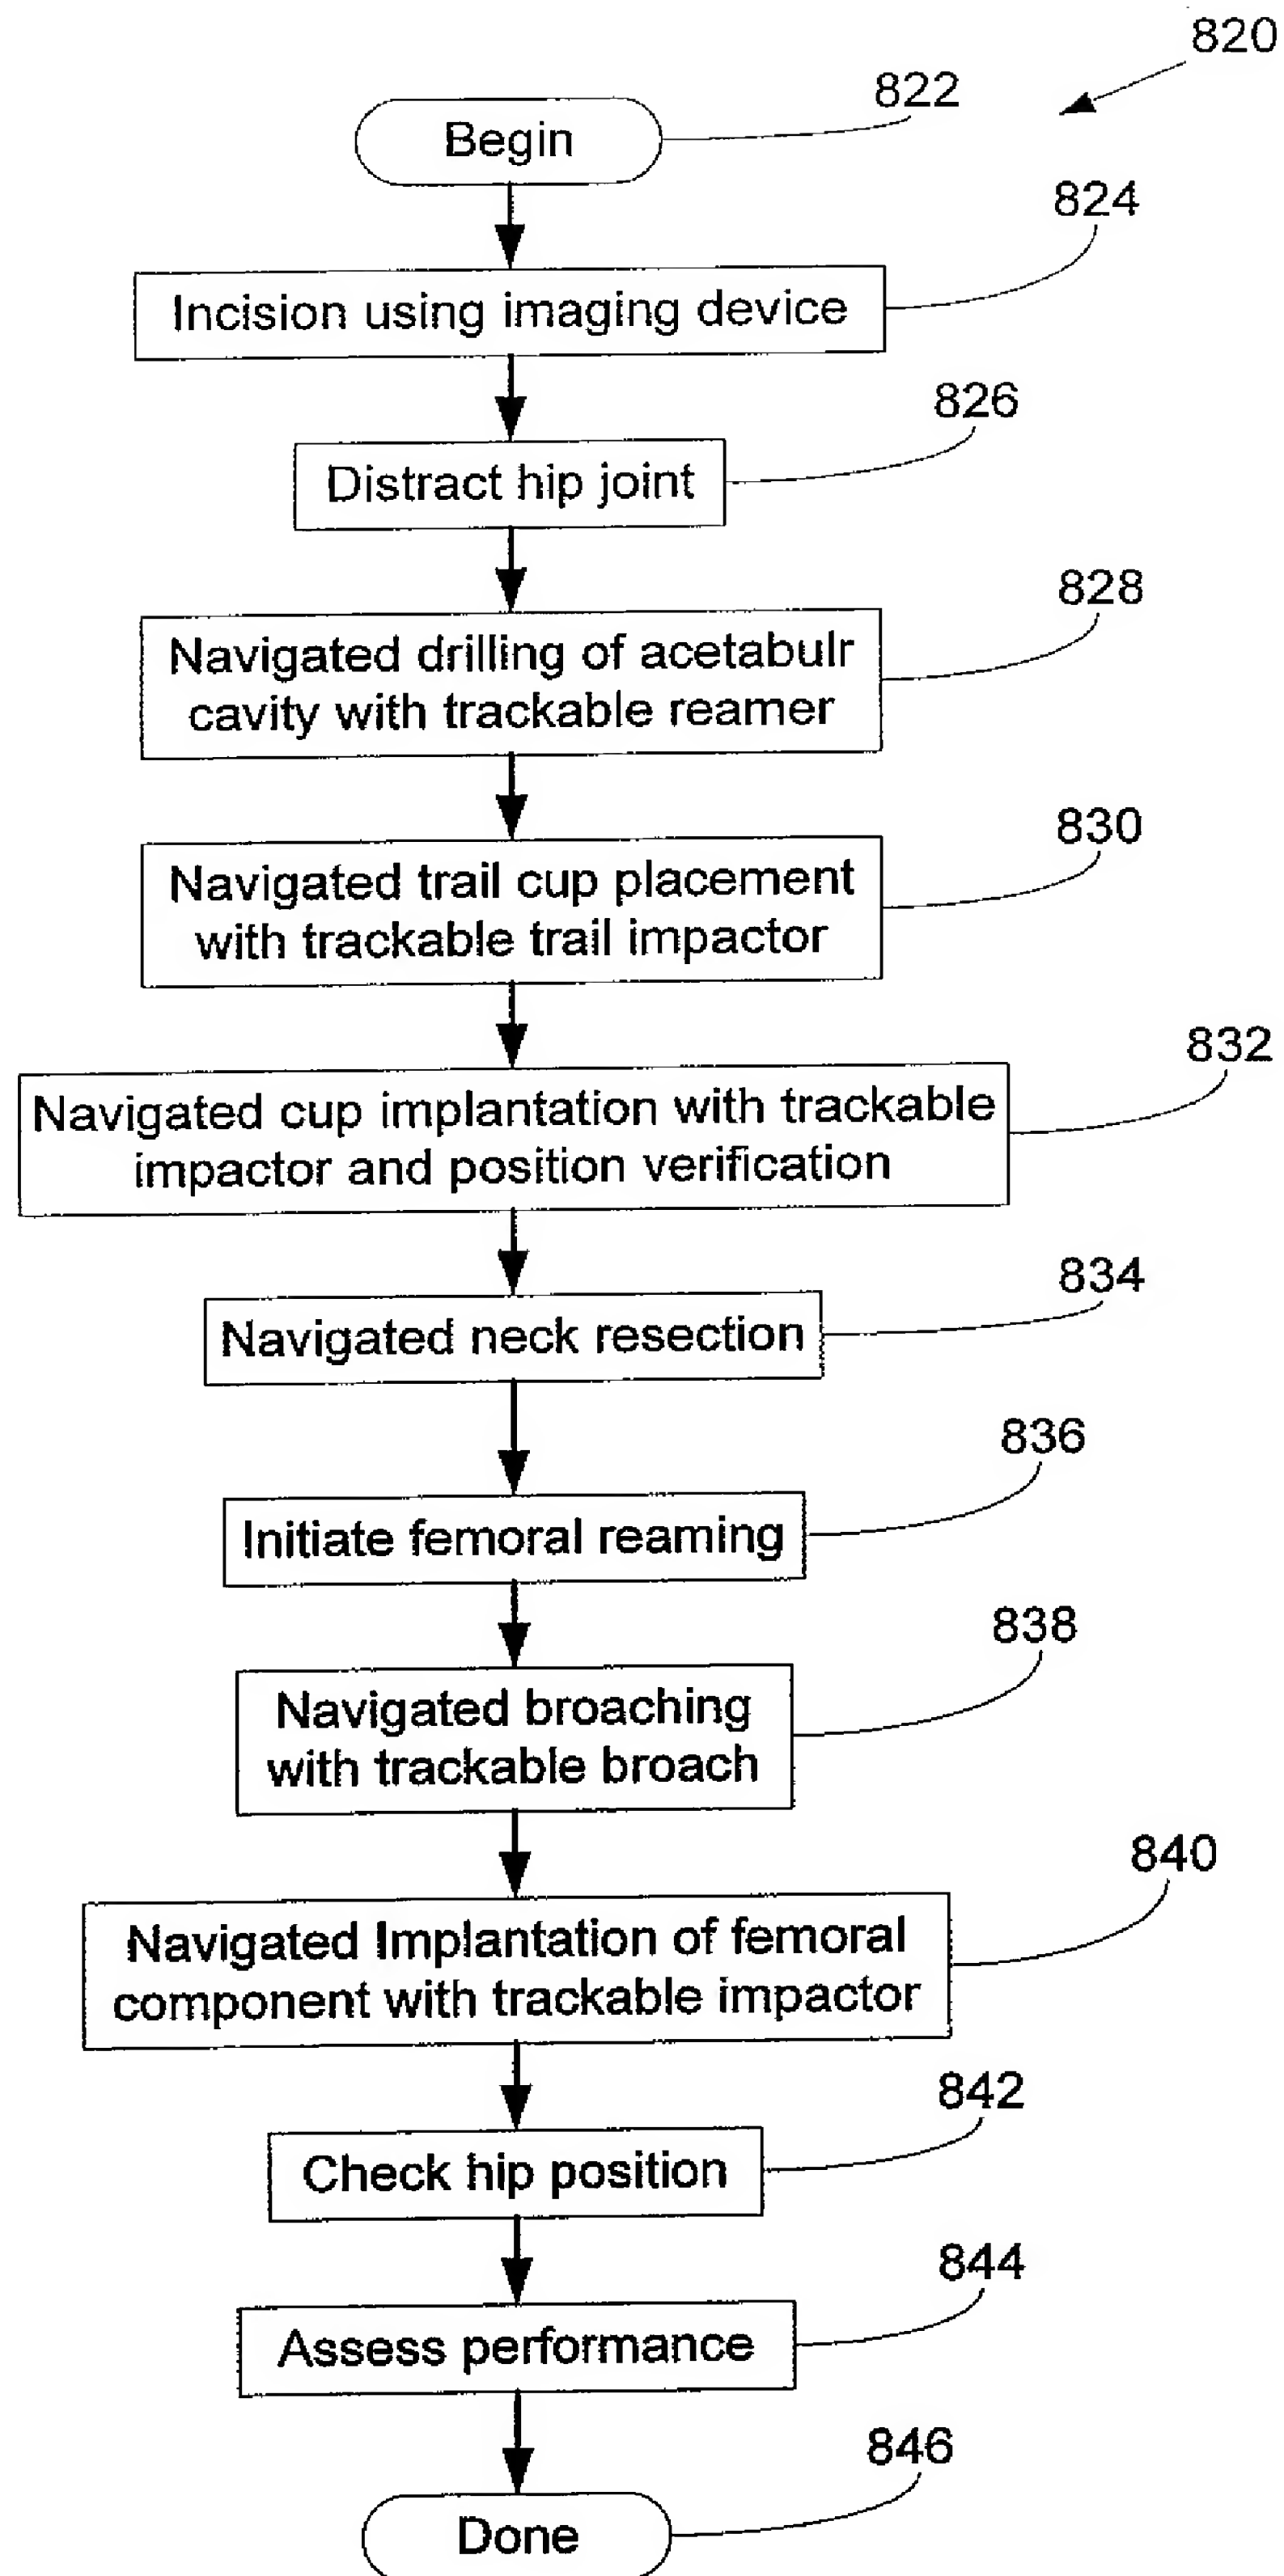 820
822
Begin
824
Incision using imaging device
826
Distract hip joint
828
Navigated drilling of acetabulr
cavity with trackable reamer
830
Navigated trail cup placement
with trackable trail impactor
832
Navigated cup implantation with trackable
impactor and position verification
834
Navigated neck resection
836
Initiate femoral reaming
838
Navigated broaching
with trackable broach
840
Navigated Implantation of femoral
component with trackable impactor
842
Check hip position
844
Assess performance
846
Done